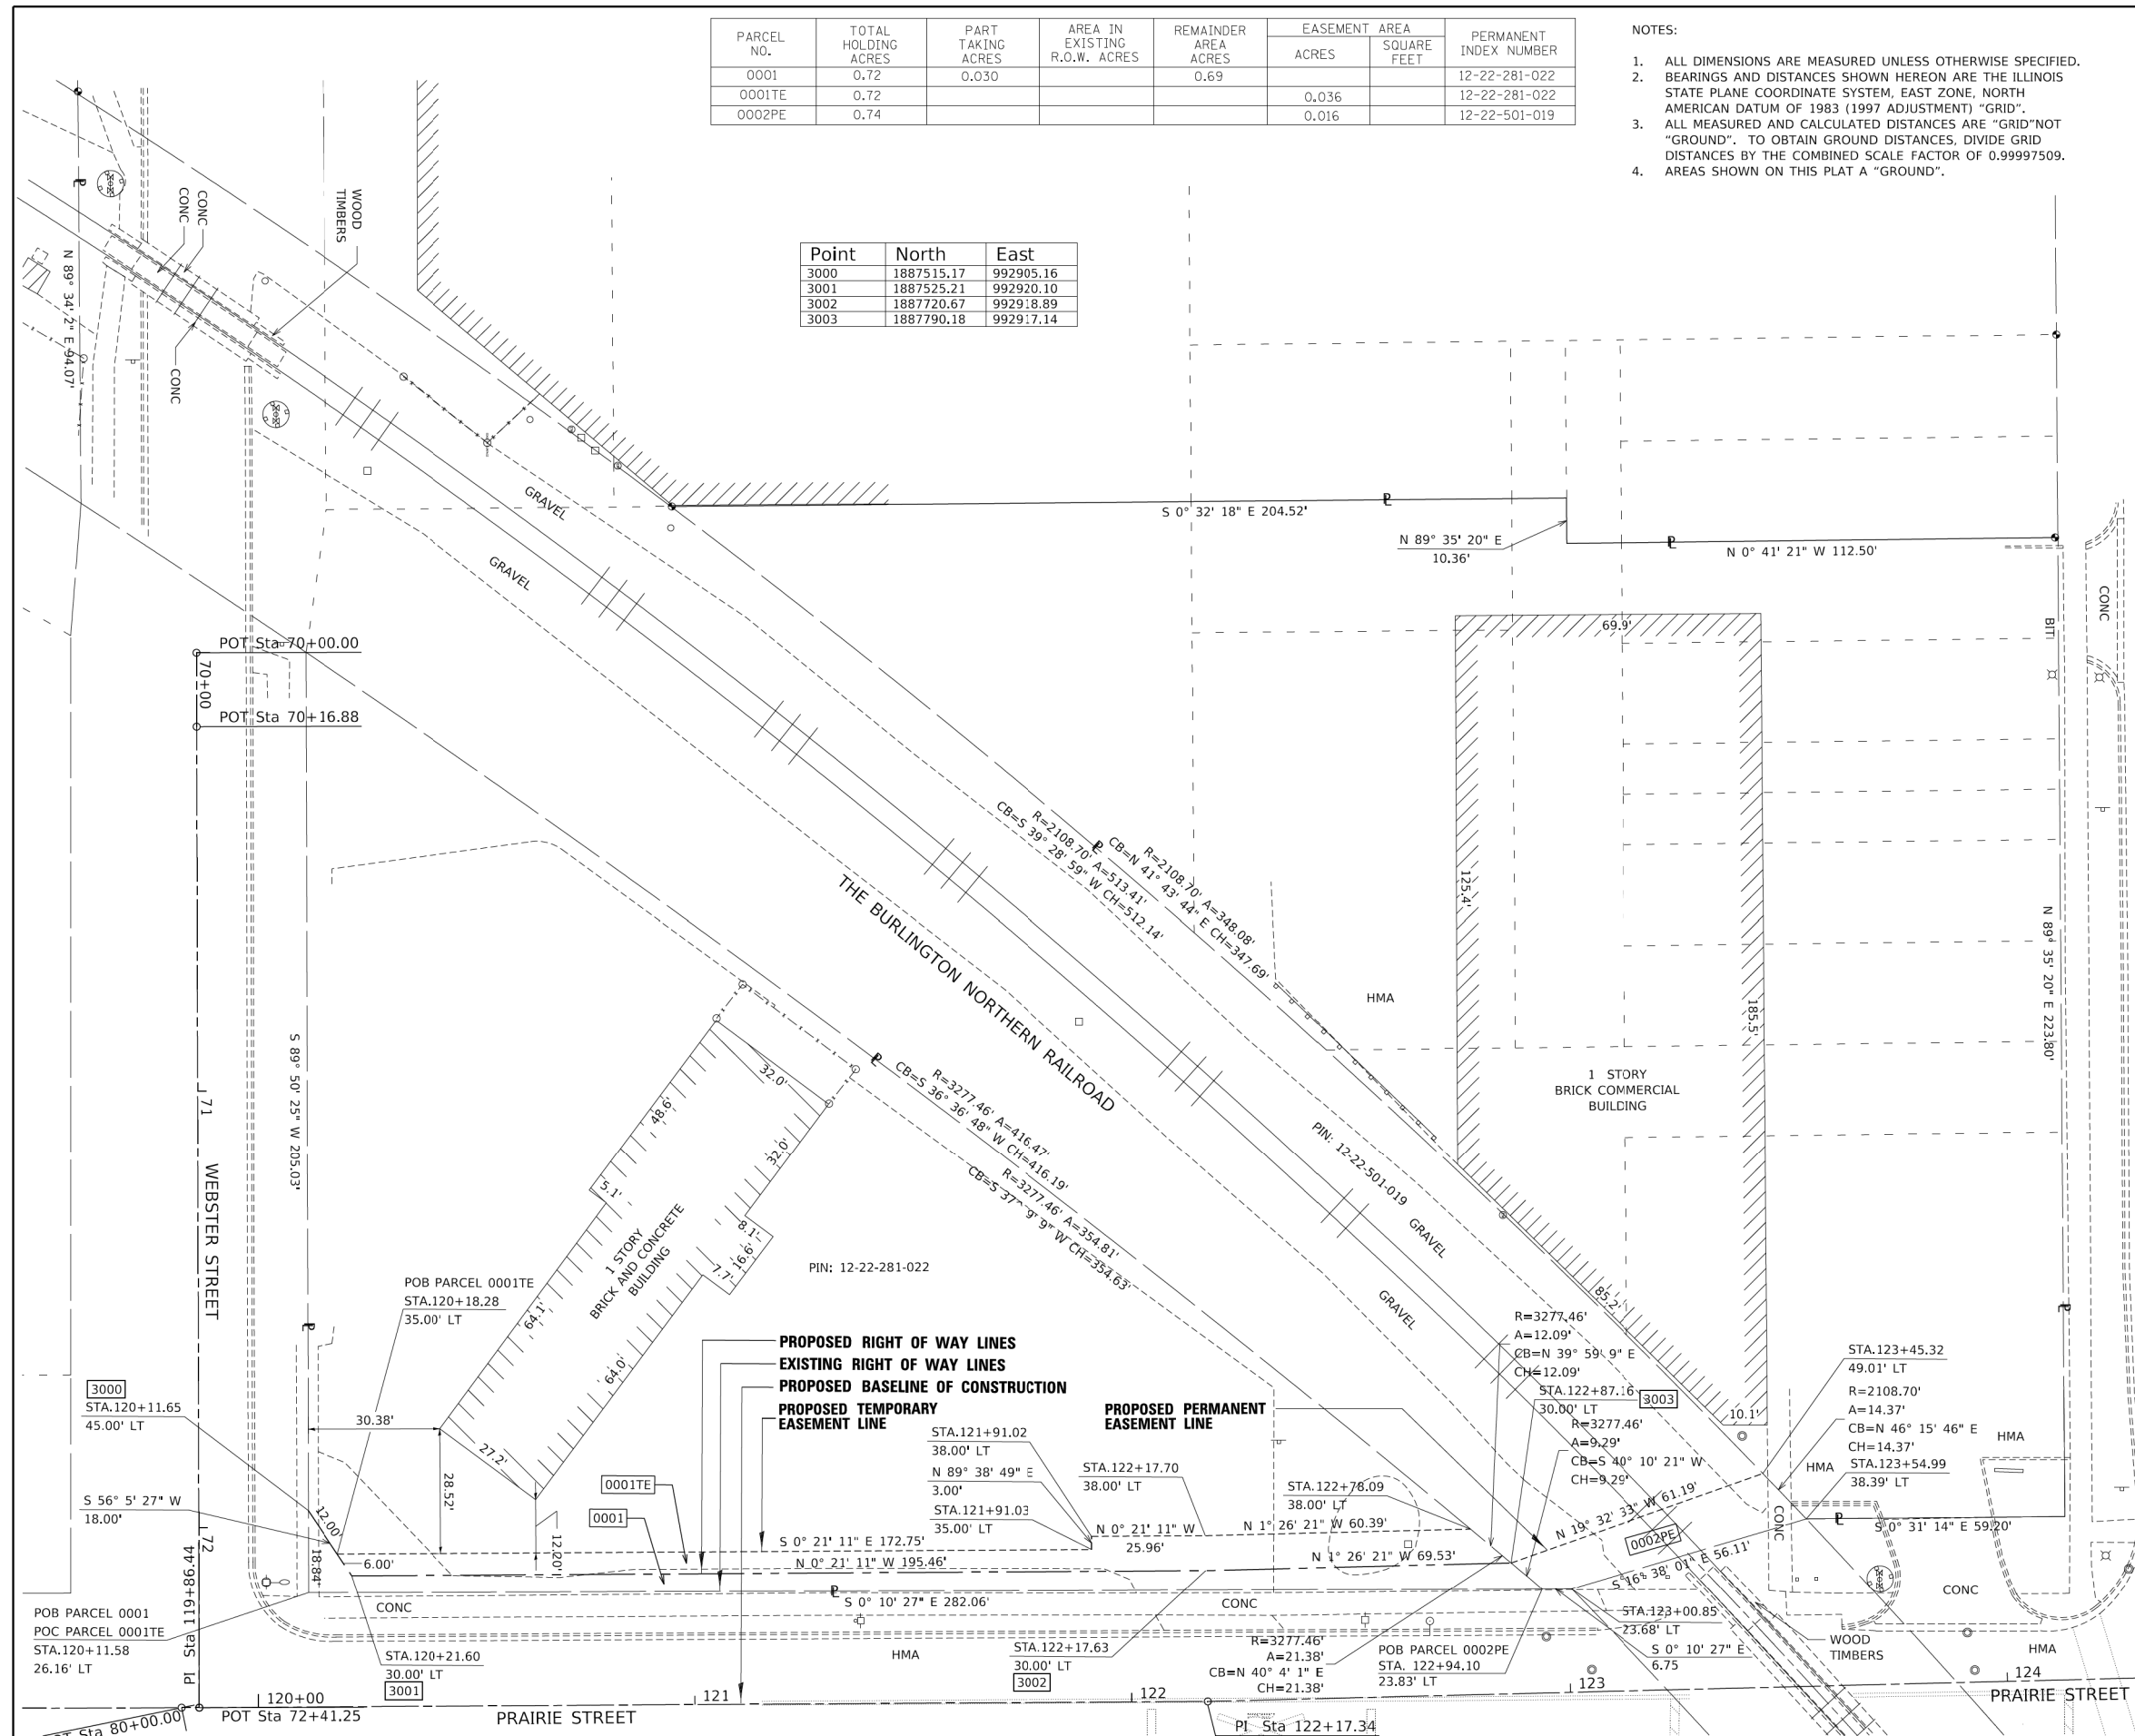 PARCEL NO.	TOTAL HOLDING ACRES	PART TAKING ACRES	AREA IN EXISTING R.O.W. ACRES	REMAINDER AREA ACRES	EASEMENT AREA ACRES	SQUARE FEET	PERMANENT INDEX NUMBER
0001	0.72	0.030		0.69			12-22-281-022
0001TE	0.72				0.036		12-22-281-022
0002PE	0.74				0.016		12-22-501-019
NOTES:
1. ALL DIMENSIONS ARE MEASURED UNLESS OTHERWISE SPECIFIED.
2. BEARINGS AND DISTANCES SHOWN HEREON ARE THE ILLINOIS
STATE PLANE COORDINATE SYSTEM, EAST ZONE, NORTH
AMERICAN DATUM OF 1983 (1997 ADJUSTMENT) “GRID”.
3. ALL MEASURED AND CALCULATED DISTANCES ARE “GRID”NOT
“GROUND”. TO OBTAIN GROUND DISTANCES, DIVIDE GRID
DISTANCES BY THE COMBINED SCALE FACTOR OF 0.99997509.
4. AREAS SHOWN ON THIS PLAT A “GROUND”.
Point	North	East
3000	1887515.17	992905.16
3001	1887525.21	992920.10
3002	1887720.67	992918.89
3003	1887790.18	992917.14
N 89° 34' 2" E 94.07'
CONC
CONC
CONC
WOOD
TIMBERS
GRAVEL
GRAVEL
S 0° 32' 18" E 204.52'
N 89° 35' 20" E
10.36'
N 0° 41' 21" W 112.50'
CONC
BIT
69.9'
POT Sta 70+00.00
70+00
POT Sta 70+16.88
R=2108.70' A=348.08'
CB=N 41° 43' 44" E CH=347.69'
R=2108.70' A=513.41'
CB=S 39° 28' 59" W CH=512.14'
THE BURLINGTON NORTHERN RAILROAD
125.4'
185.5'
N 89° 35' 20" E 223.80'
HMA
1 STORY
BRICK COMMERCIAL
BUILDING
S 89° 50' 25" W 205.03'
71
WEBSTER STREET
32.0'
48.6'
32.0'
5.1'
8.1'
16.6'
7.7'
1 STORY
BRICK AND CONCRETE
BUILDING
64.1'
64.0'
27.2'
R=3277.46' A=416.47'
CB=S 36° 36' 48" W CH=416.19'
R=3277.46' A=354.81'
CB=S 37° 9' 9" W CH=354.63'
PIN: 12-22-501-019
PIN: 12-22-281-022
GRAVEL
GRAVEL
85.2'
10.1'
POB PARCEL 0001TE
STA.120+18.28
35.00' LT
PROPOSED RIGHT OF WAY LINES
EXISTING RIGHT OF WAY LINES
PROPOSED BASELINE OF CONSTRUCTION
PROPOSED TEMPORARY
EASEMENT LINE
PROPOSED PERMANENT
EASEMENT LINE
R=3277.46'
A=12.09'
CB=N 39° 59' 9" E
CH=12.09'
STA.122+87.16
30.00' LT
3003
R=3277.46'
A=9.29'
CB=S 40° 10' 21" W
CH=9.29'
STA.123+45.32
49.01' LT
R=2108.70'
A=14.37'
CB=N 46° 15' 46" E
CH=14.37'
STA.123+54.99
38.39' LT
HMA
HMA
3000
STA.120+11.65
45.00' LT
S 56° 5' 27" W
18.00'
30.38'
28.52'
12.00'
6.00'
18.84'
12.20'
0001TE
0001
STA.121+91.02
38.00' LT
N 89° 38' 49" E
3.00'
STA.121+91.03
35.00' LT
STA.122+17.70
38.00' LT
STA.122+78.09
38.00' LT
S 0° 21' 11" E 172.75'
N 0° 21' 11" W
25.96'
N 1° 26' 21" W 60.39'
N 0° 21' 11" W 195.46'
N 1° 26' 21" W 69.53'
N 19° 32' 33" W 61.19'
0002PE
S 16° 38' 01" E 56.11'
S 0° 31' 14" E 59.20'
CONC
CONC
S 0° 10' 27" E 282.06'
CONC
CONC
72
PI Sta 119+86.44
POB PARCEL 0001
POC PARCEL 0001TE
STA.120+11.58
26.16' LT
STA.120+21.60
30.00' LT
3001
HMA
STA.122+17.63
30.00' LT
3002
R=3277.46'
A=21.38'
CB=N 40° 4' 1" E
CH=21.38'
POB PARCEL 0002PE
STA. 122+94.10
23.83' LT
STA.123+00.85
23.68' LT
S 0° 10' 27" E
6.75
WOOD
TIMBERS
HMA
120+00
POT Sta 72+41.25
Sta 80+00.00
121
122
123
124
PRAIRIE STREET
PRAIRIE STREET
PI Sta 122+17.34